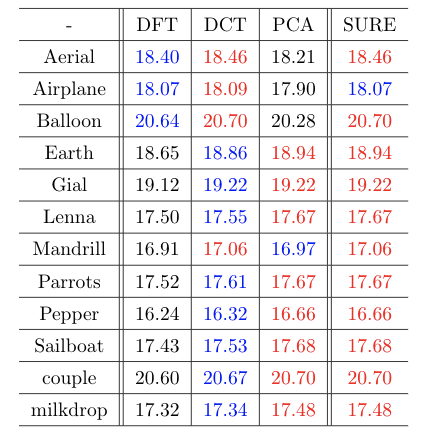 - DFT DCT PCA SURE
Aerial 18.40 18.46 18.21 18.46
Airplane 18.07 18.09 17.90 18.07
Balloon 20.64 20.70 20.28 20.70
Earth 18.65 18.86 18.94 18.94
Gial 19.12 19.22 19.22 19.22
Lenna 17.50 17.55 17.67 17.67
Mandrill 16.91 17.06 16.97 17.06
Parrots 17.52 17.61 17.67 17.67
Pepper 16.24 16.32 16.66 16.66
Sailboat 17.43 17.53 17.68 17.68
couple 20.60 20.67 20.70 20.70
milkdrop 17.32 17.34 17.48 17.48